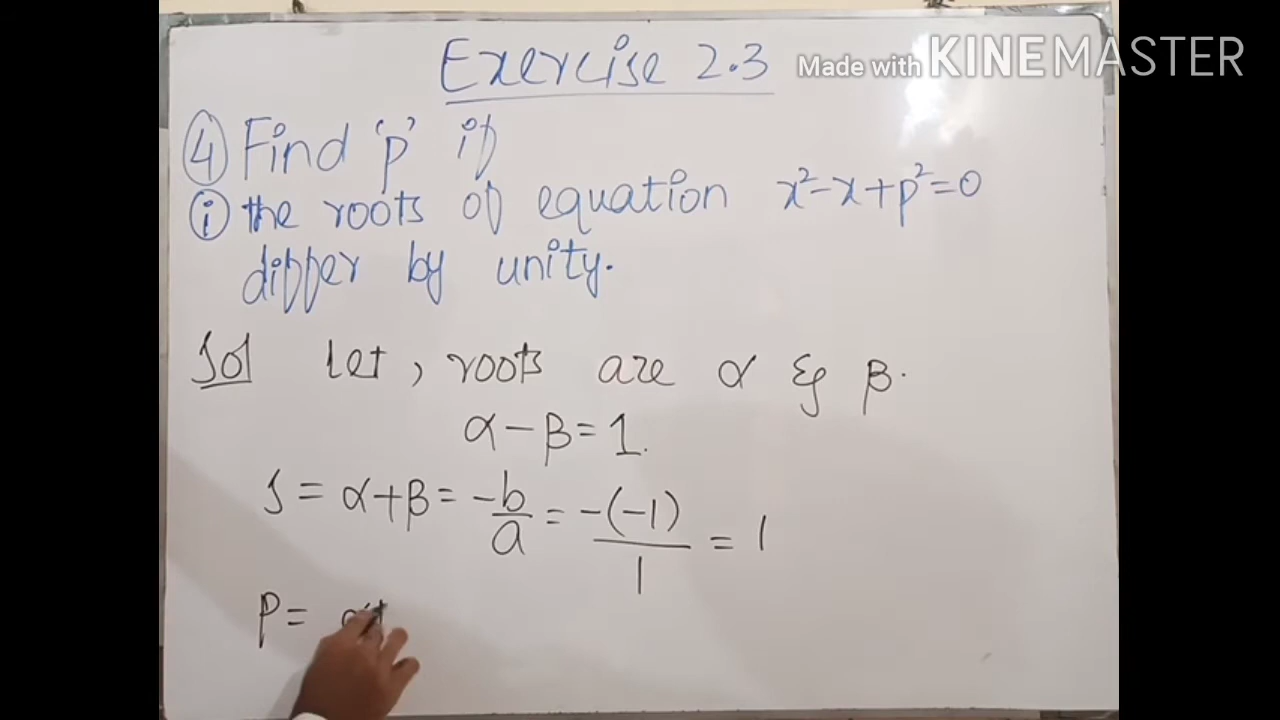 Exercise 2.3
Made with KINEMASTER
④ Find 'p' if
ⓘ the roots of equation x²-x+p²=0
differ by unity.
Sol Let, roots are α & β.
α-β=1.
S = α+β = -b/a = -(-1)/1 = 1
P =